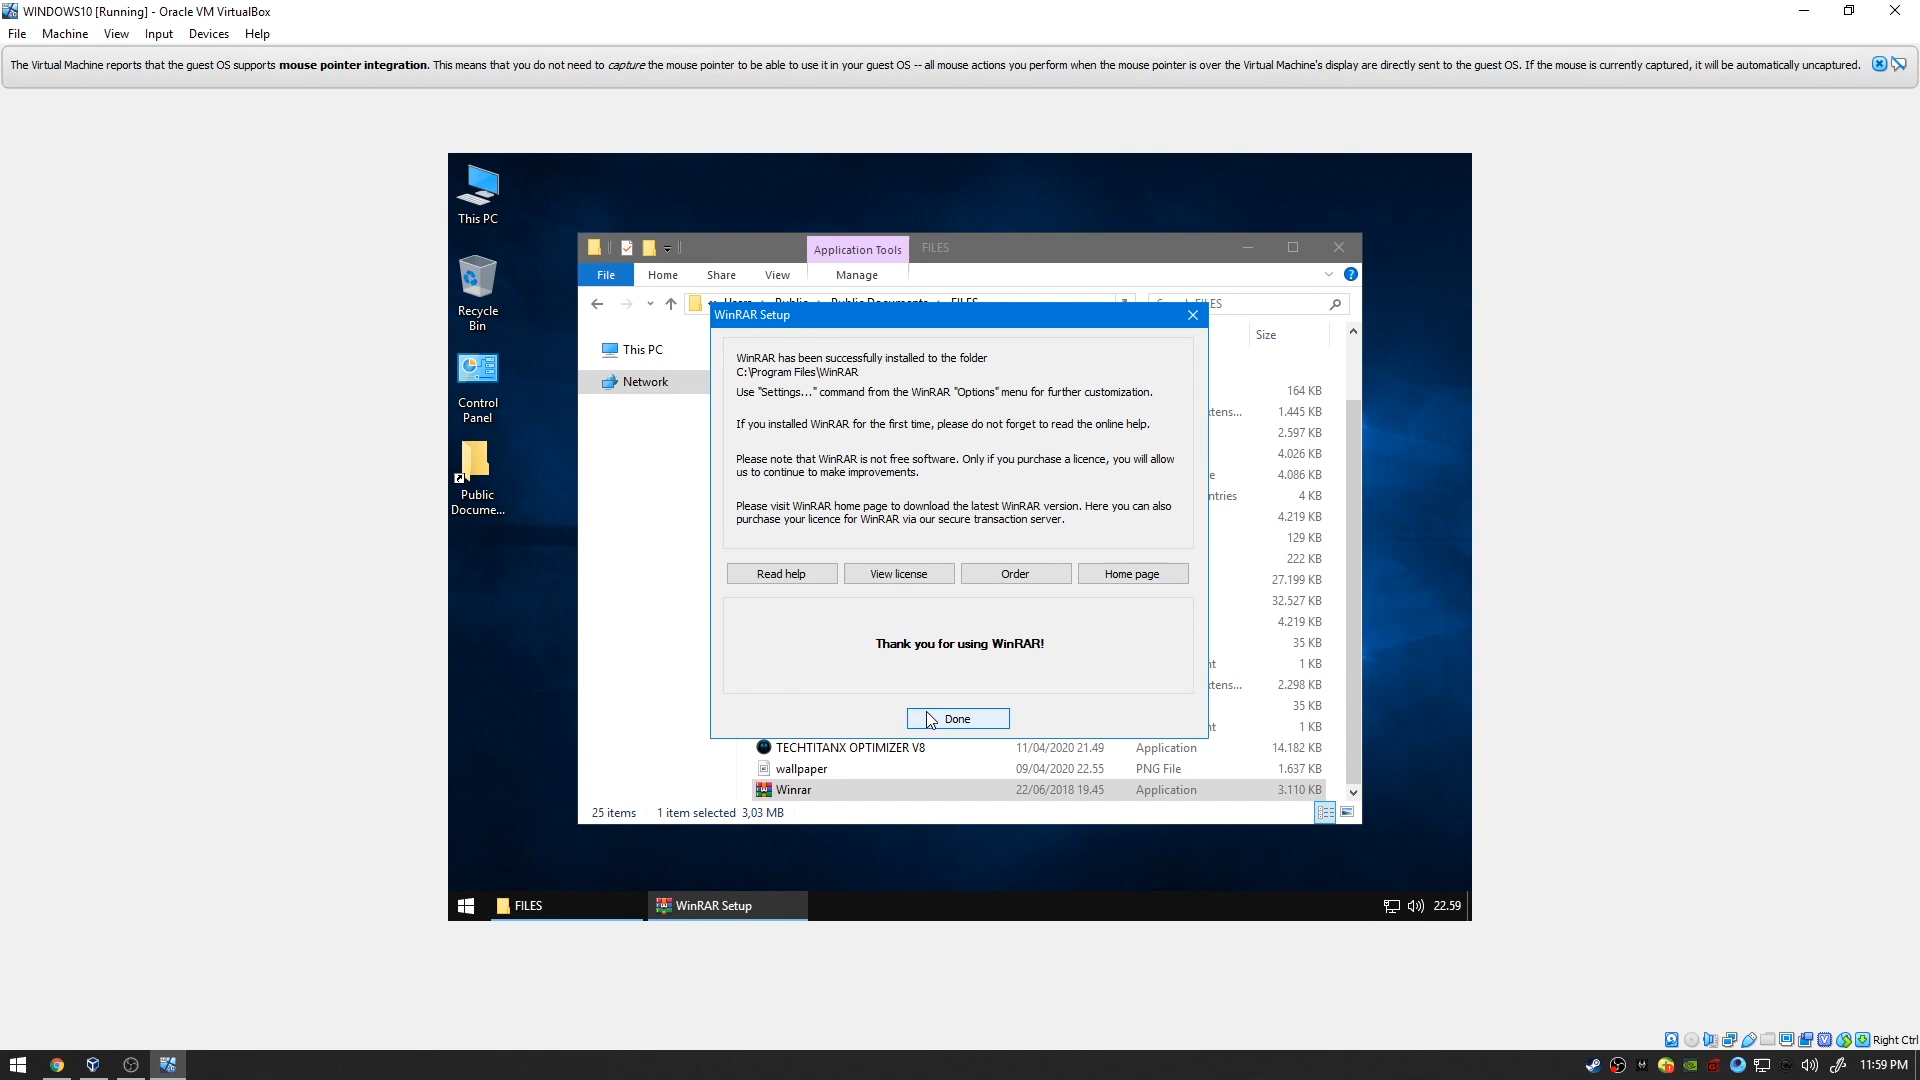 WINDOWS10 [Running] - Oracle VM VirtualBox
File Machine View Input Devices Help
The Virtual Machine reports that the guest OS supports mouse pointer integration. This means that you do not need to capture the mouse pointer to be able to use it in your guest OS -- all mouse actions you perform when the mouse pointer is over the Virtual Machine's display are directly sent to the guest OS. If the mouse is currently captured, it will be automatically uncaptured.
This PC
Recycle
Bin
Control
Panel
Public
Docume...
Application Tools FILES
File Home Share View Manage
This PC
Network
Size
WinRAR Setup
WinRAR has been successfully installed to the folder
C:\Program Files\WinRAR
Use "Settings..." command from the WinRAR "Options" menu for further customization.
If you installed WinRAR for the first time, please do not forget to read the online help.
Please note that WinRAR is not free software. Only if you purchase a licence, you will allow
us to continue to make improvements.
Please visit WinRAR home page to download the latest WinRAR version. Here you can also
purchase your licence for WinRAR via our secure transaction server.
Read help View license Order Home page
Thank you for using WinRAR!
Done
164 KB
1.445 KB
2.597 KB
4.026 KB
4.086 KB
4 KB
4.219 KB
129 KB
222 KB
27.199 KB
32.527 KB
4.219 KB
35 KB
1 KB
2.298 KB
35 KB
1 KB
TECHTITANX OPTIMIZER V8 11/04/2020 21.49 Application 14.182 KB
wallpaper 09/04/2020 22.55 PNG File 1.637 KB
Winrar 22/06/2018 19.45 Application 3.110 KB
25 items 1 item selected 3,03 MB
FILES WinRAR Setup 22.59
Right Ctrl
11:59 PM